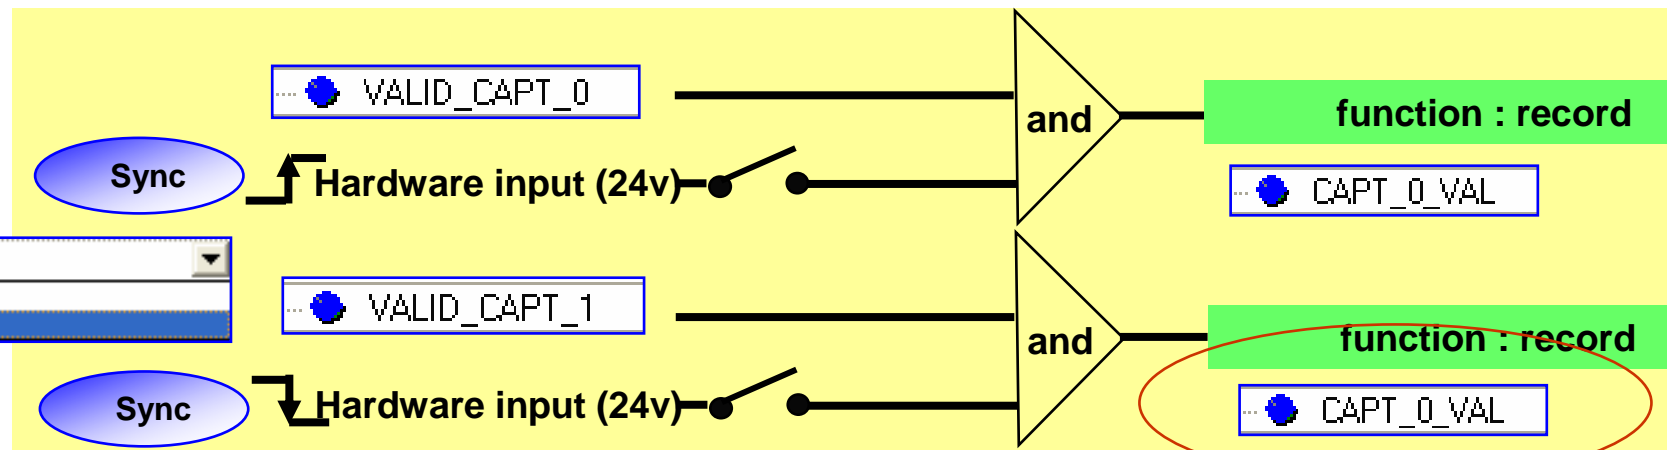 VALID_CAPT_0
and
function : record
Sync
Hardware input (24v)
CAPT_0_VAL
VALID_CAPT_1
and
function : record
Sync
Hardware input (24v)
CAPT_0_VAL